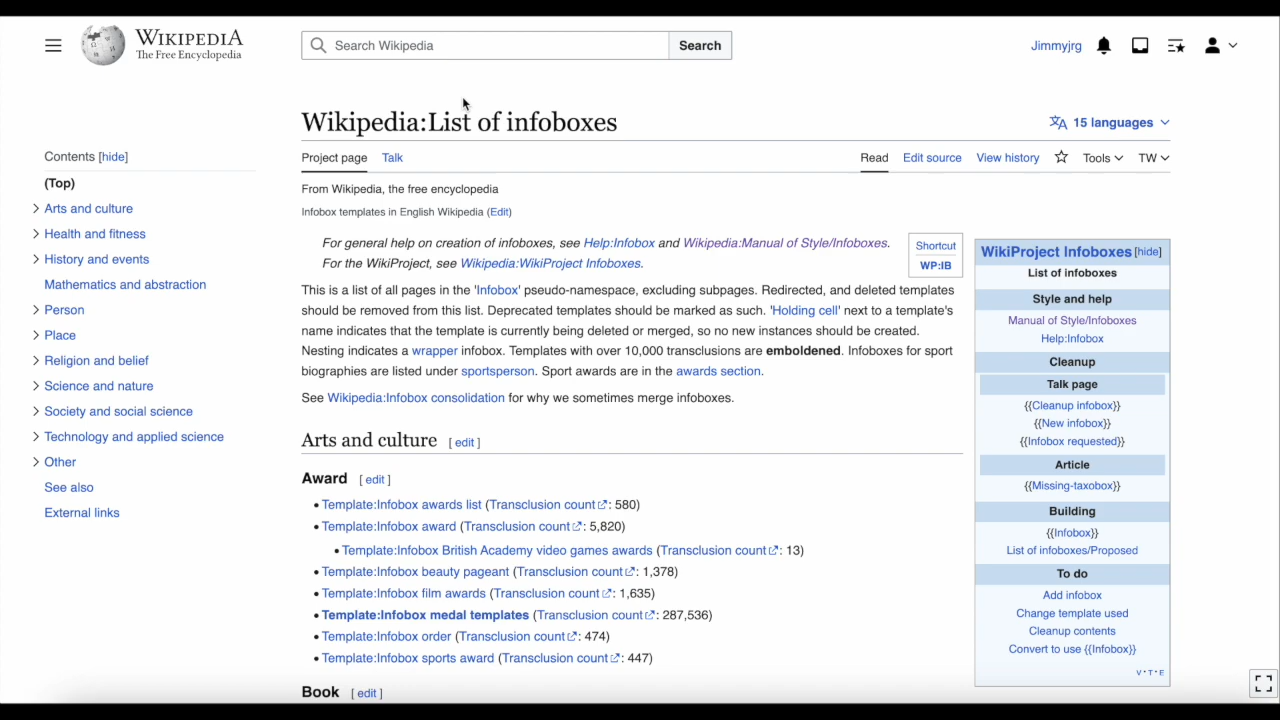 WIKIPEDIA
The Free Encyclopedia
Search Wikipedia
Search
Jimmyjrg
Wikipedia:List of infoboxes
15 languages
Project page Talk
Read Edit source View history Tools TW
From Wikipedia, the free encyclopedia
Infobox templates in English Wikipedia (Edit)
Contents [hide]
(Top)
Arts and culture
Health and fitness
History and events
Mathematics and abstraction
Person
Place
Religion and belief
Science and nature
Society and social science
Technology and applied science
Other
See also
External links
For general help on creation of infoboxes, see Help:Infobox and Wikipedia:Manual of Style/Infoboxes.
For the WikiProject, see Wikipedia:WikiProject Infoboxes.
Shortcut
WP:IB
This is a list of all pages in the 'Infobox' pseudo-namespace, excluding subpages. Redirected, and deleted templates
should be removed from this list. Deprecated templates should be marked as such. 'Holding cell' next to a template's
name indicates that the template is currently being deleted or merged, so no new instances should be created.
Nesting indicates a wrapper infobox. Templates with over 10,000 transclusions are emboldened. Infoboxes for sport
biographies are listed under sportsperson. Sport awards are in the awards section.
See Wikipedia:Infobox consolidation for why we sometimes merge infoboxes.
Arts and culture [ edit ]
Award [ edit ]
• Template:Infobox awards list (Transclusion count: 580)
• Template:Infobox award (Transclusion count: 5,820)
• Template:Infobox British Academy video games awards (Transclusion count: 13)
• Template:Infobox beauty pageant (Transclusion count: 1,378)
• Template:Infobox film awards (Transclusion count: 1,635)
• Template:Infobox medal templates (Transclusion count: 287,536)
• Template:Infobox order (Transclusion count: 474)
• Template:Infobox sports award (Transclusion count: 447)
Book [ edit ]
WikiProject Infoboxes [hide]
List of infoboxes
Style and help
Manual of Style/Infoboxes
Help:Infobox
Cleanup
Talk page
{{Cleanup infobox}}
{{New infobox}}
{{Infobox requested}}
Article
{{Missing-taxobox}}
Building
{{Infobox}}
List of infoboxes/Proposed
To do
Add infobox
Change template used
Cleanup contents
Convert to use {{Infobox}}
V·T·E